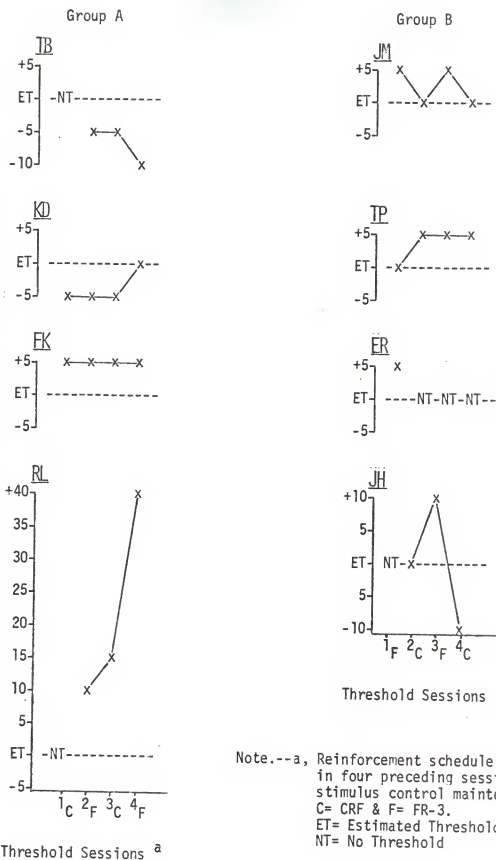 Group A
TB
+5
ET- -NT-
-5
-10
KD
+5
ET
-5
FK
+5
ET
-5
RL
+40
35
30
25
20
15
10
5
ET -NT-
-5
1C 2F 3C 4F
Threshold Sessions a
Group B
JM
+5
ET
-5
TP
+5
ET
-5
ER
+5
ET -NT-NT-NT-
-5
JH
+10
5
ET NT-
5
-10
1F 2C 3F 4C
Threshold Sessions
Note.--a, Reinforcement schedule
in four preceding
stimulus control
C= CRF & F= FR-3.
ET= Estimated
NT= No Threshold